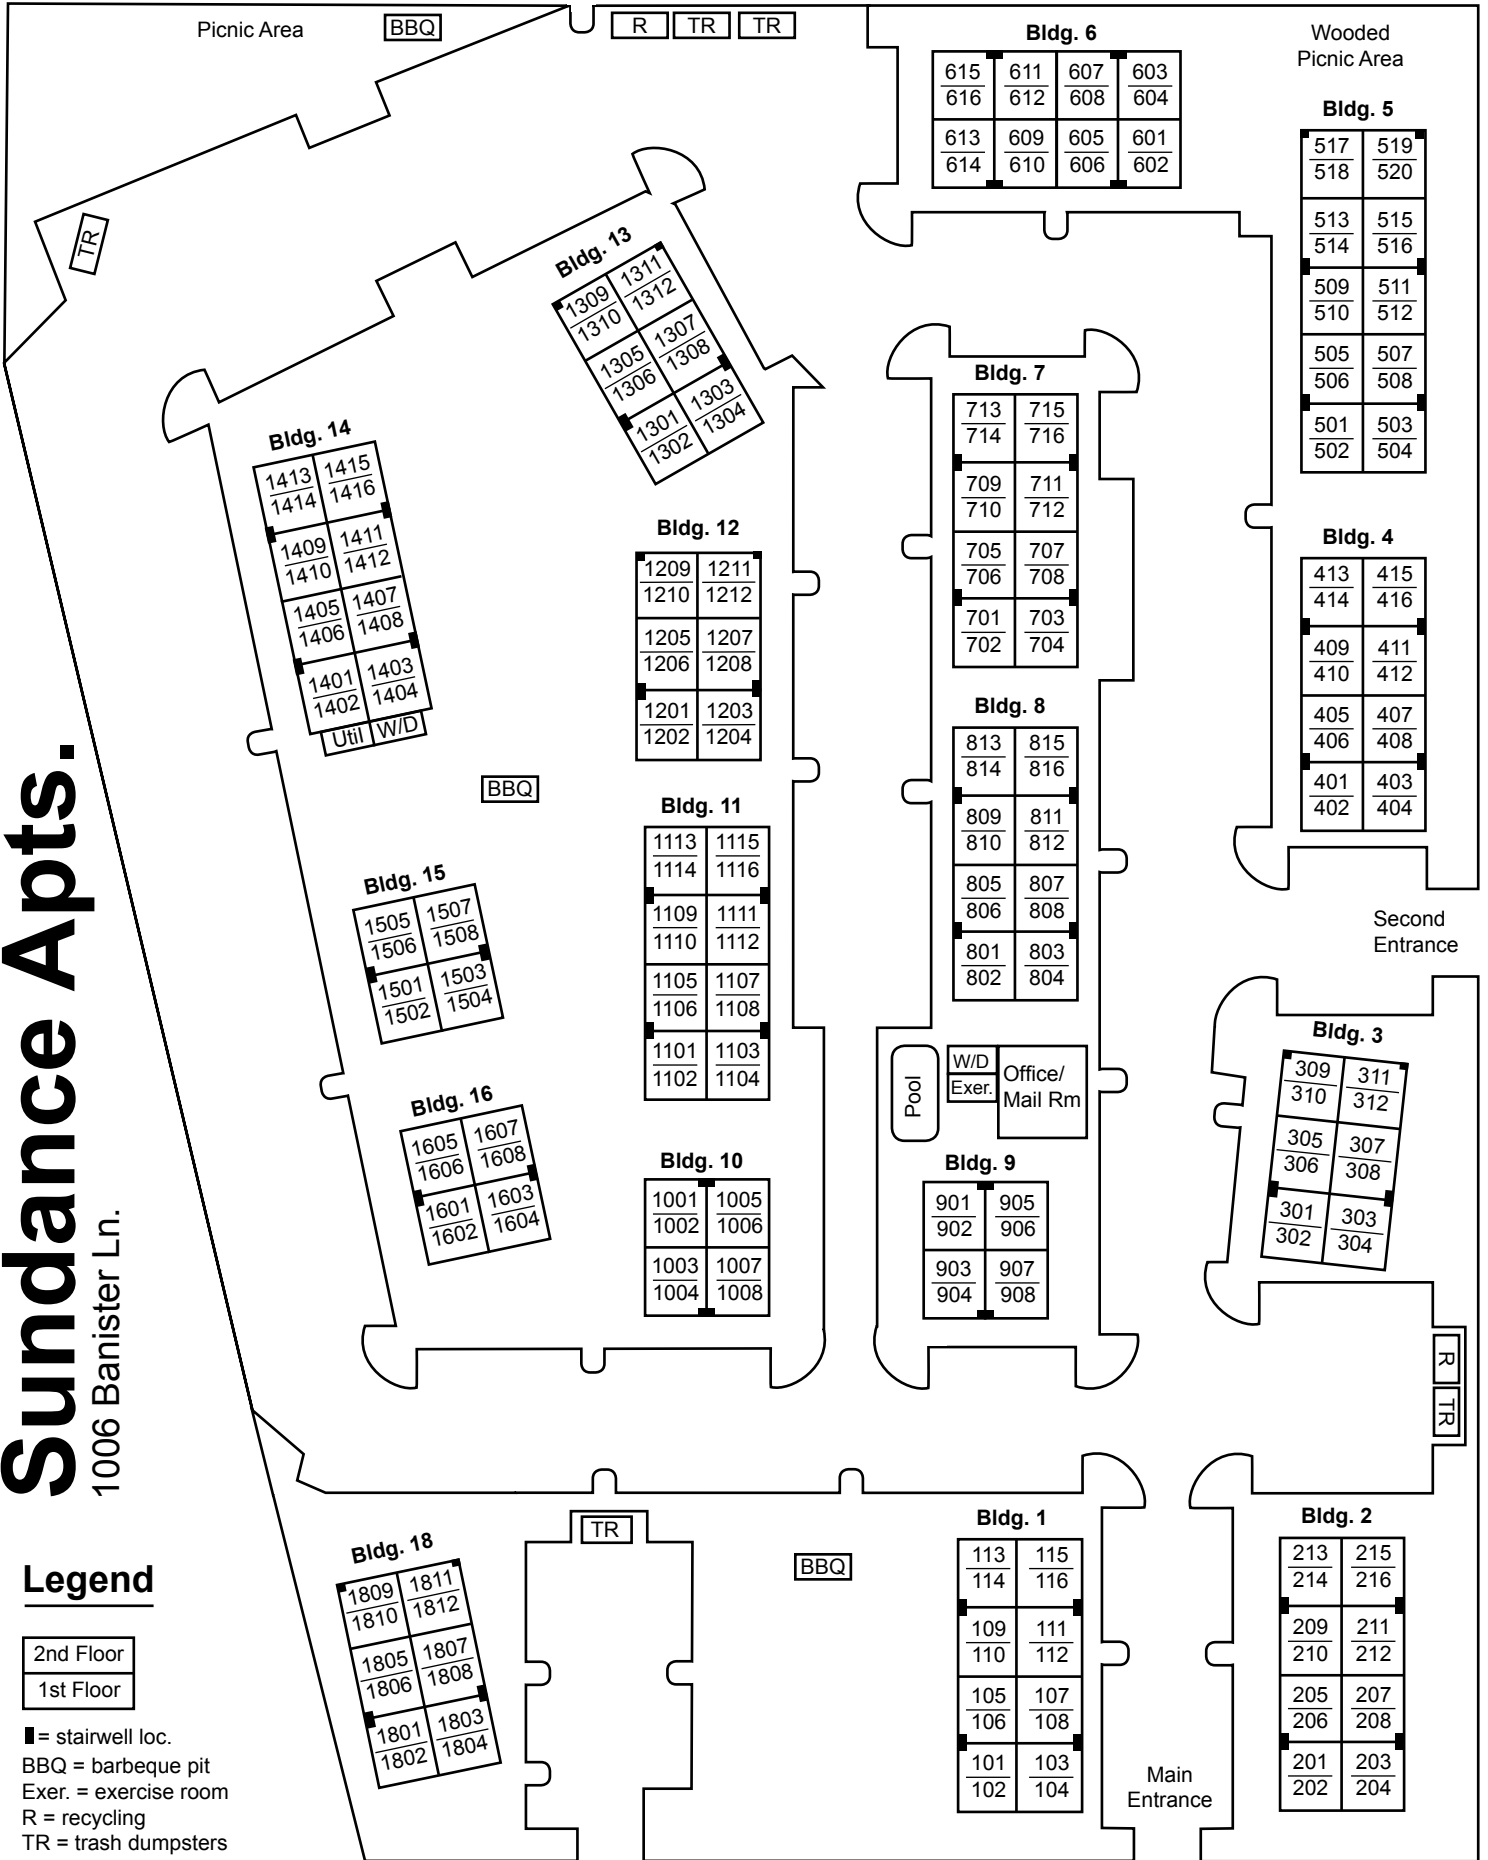 Picnic Area
BBQ
R
TR
TR
Wooded
Picnic Area
TR
Bldg. 6
615 611 607 603
616 612 608 604
613 609 605 601
614 610 606 602
Bldg. 5
517 519
518 520
513 515
514 516
509 511
510 512
505 507
506 508
501 503
502 504
Bldg. 13
1309 1311
1310 1312
1305 1307
1306 1308
1301 1303
1302 1304
Bldg. 7
713 715
714 716
709 711
710 712
705 707
706 708
701 703
702 704
Bldg. 14
1413 1415
1414 1416
1409 1411
1410 1412
1405 1407
1406 1408
1401 1403
1402 1404
Util W/D
Bldg. 12
1209 1211
1210 1212
1205 1207
1206 1208
1201 1203
1202 1204
Bldg. 4
413 415
414 416
409 411
410 412
405 407
406 408
401 403
402 404
BBQ
Bldg. 8
813 815
814 816
809 811
810 812
805 807
806 808
801 803
802 804
Bldg. 11
1113 1115
1114 1116
1109 1111
1110 1112
1105 1107
1106 1108
1101 1103
1102 1104
Bldg. 15
1505 1507
1506 1508
1501 1503
1502 1504
Second
Entrance
Bldg. 3
309 311
310 312
305 307
306 308
301 303
302 304
Pool
W/D
Exer.
Office/
Mail Rm
Bldg. 16
1605 1607
1606 1608
1601 1603
1602 1604
Bldg. 10
1001 1005
1002 1006
1003 1007
1004 1008
Bldg. 9
901 905
902 906
903 907
904 908
R
TR
Sundance Apts.
1006 Banister Ln.
TR
BBQ
Bldg. 18
1809 1811
1810 1812
1805 1807
1806 1808
1801 1803
1802 1804
Bldg. 1
113 115
114 116
109 111
110 112
105 107
106 108
101 103
102 104
Bldg. 2
213 215
214 216
209 211
210 212
205 207
206 208
201 203
202 204
Main
Entrance
Legend
2nd Floor
1st Floor
= stairwell loc.
BBQ = barbeque pit
Exer. = exercise room
R = recycling
TR = trash dumpsters